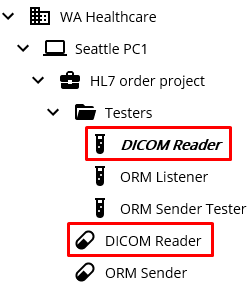 WA Healthcare
Seattle PC1
HL7 order project
Testers
DICOM Reader
ORM Listener
ORM Sender Tester
DICOM Reader
ORM Sender